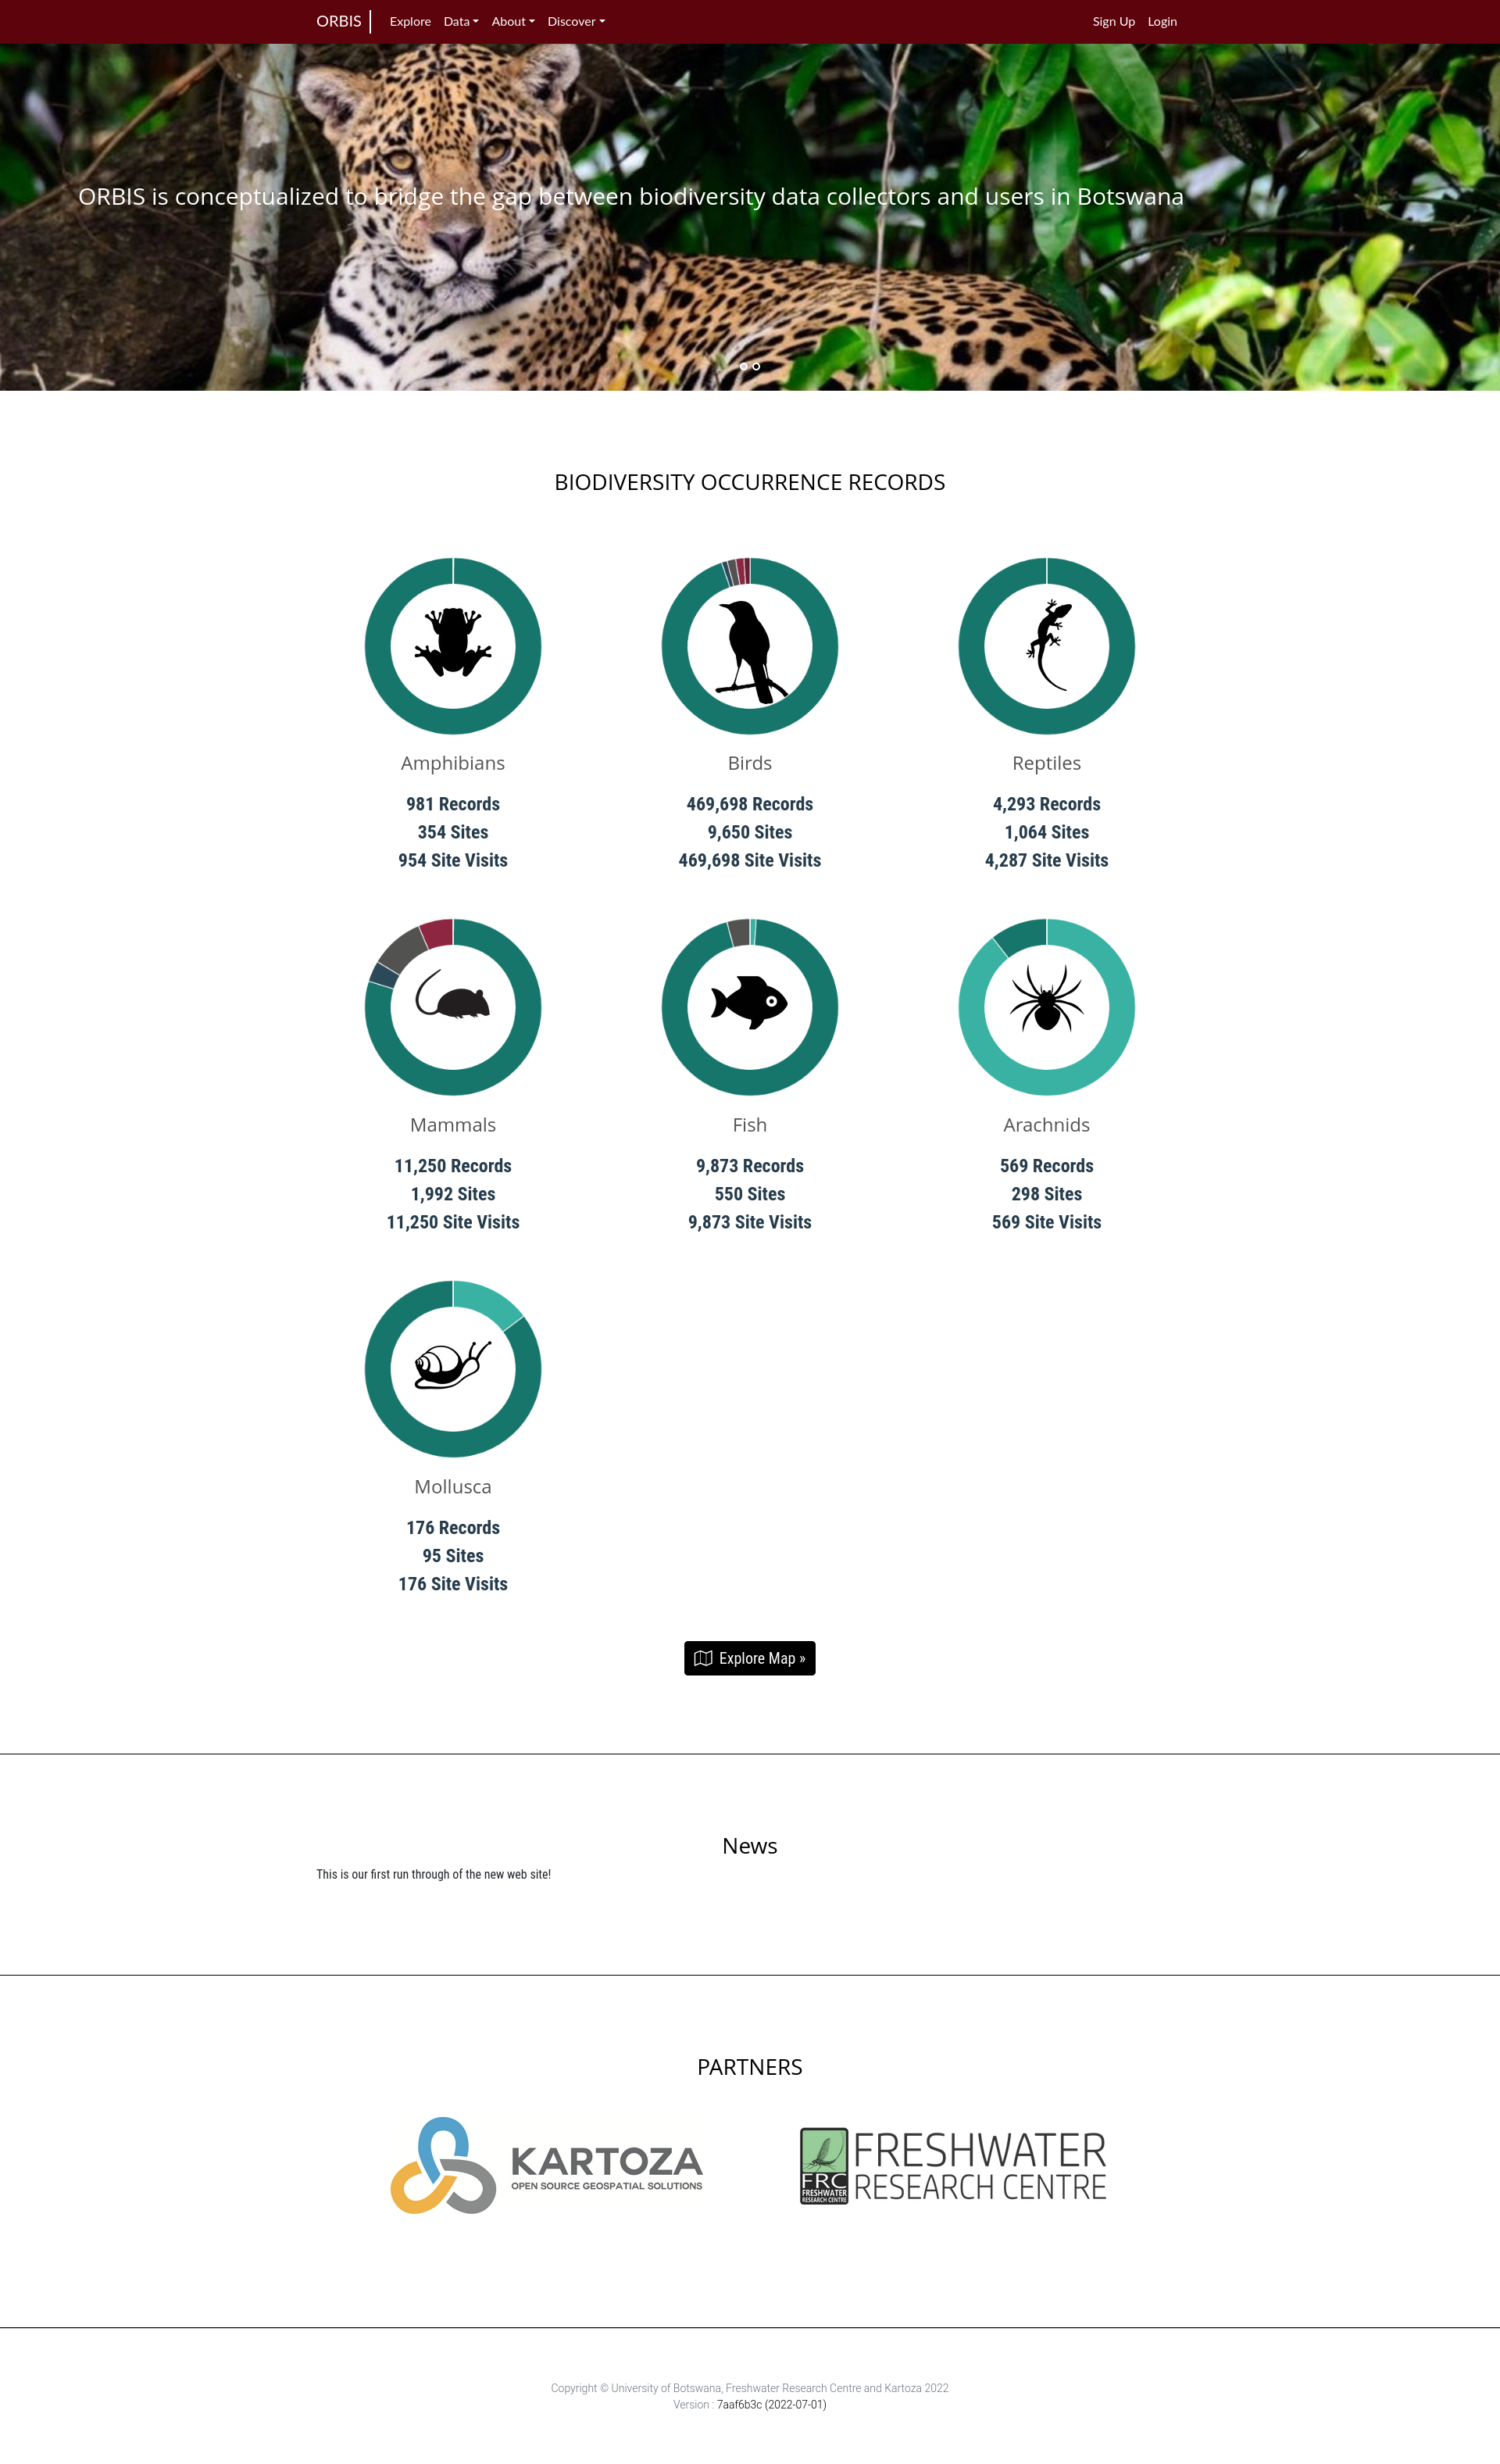 ORBIS
Explore Data About Discover
Sign Up Login
ORBIS is conceptualized to bridge the gap between biodiversity data collectors and users in Botswana
BIODIVERSITY OCCURRENCE RECORDS
Amphibians
981 Records
354 Sites
954 Site Visits
Birds
469,698 Records
9,650 Sites
469,698 Site Visits
Reptiles
4,293 Records
1,064 Sites
4,287 Site Visits
Mammals
11,250 Records
1,992 Sites
11,250 Site Visits
Fish
9,873 Records
550 Sites
9,873 Site Visits
Arachnids
569 Records
298 Sites
569 Site Visits
Mollusca
176 Records
95 Sites
176 Site Visits
Explore Map »
News
This is our first run through of the new web site!
PARTNERS
KARTOZA
OPEN SOURCE GEOSPATIAL SOLUTIONS
FRC
FRESHWATER
RESEARCH CENTRE
FRESHWATER
RESEARCH CENTRE
Copyright © University of Botswana, Freshwater Research Centre and Kartoza 2022
Version : 7aaf6b3c (2022-07-01)